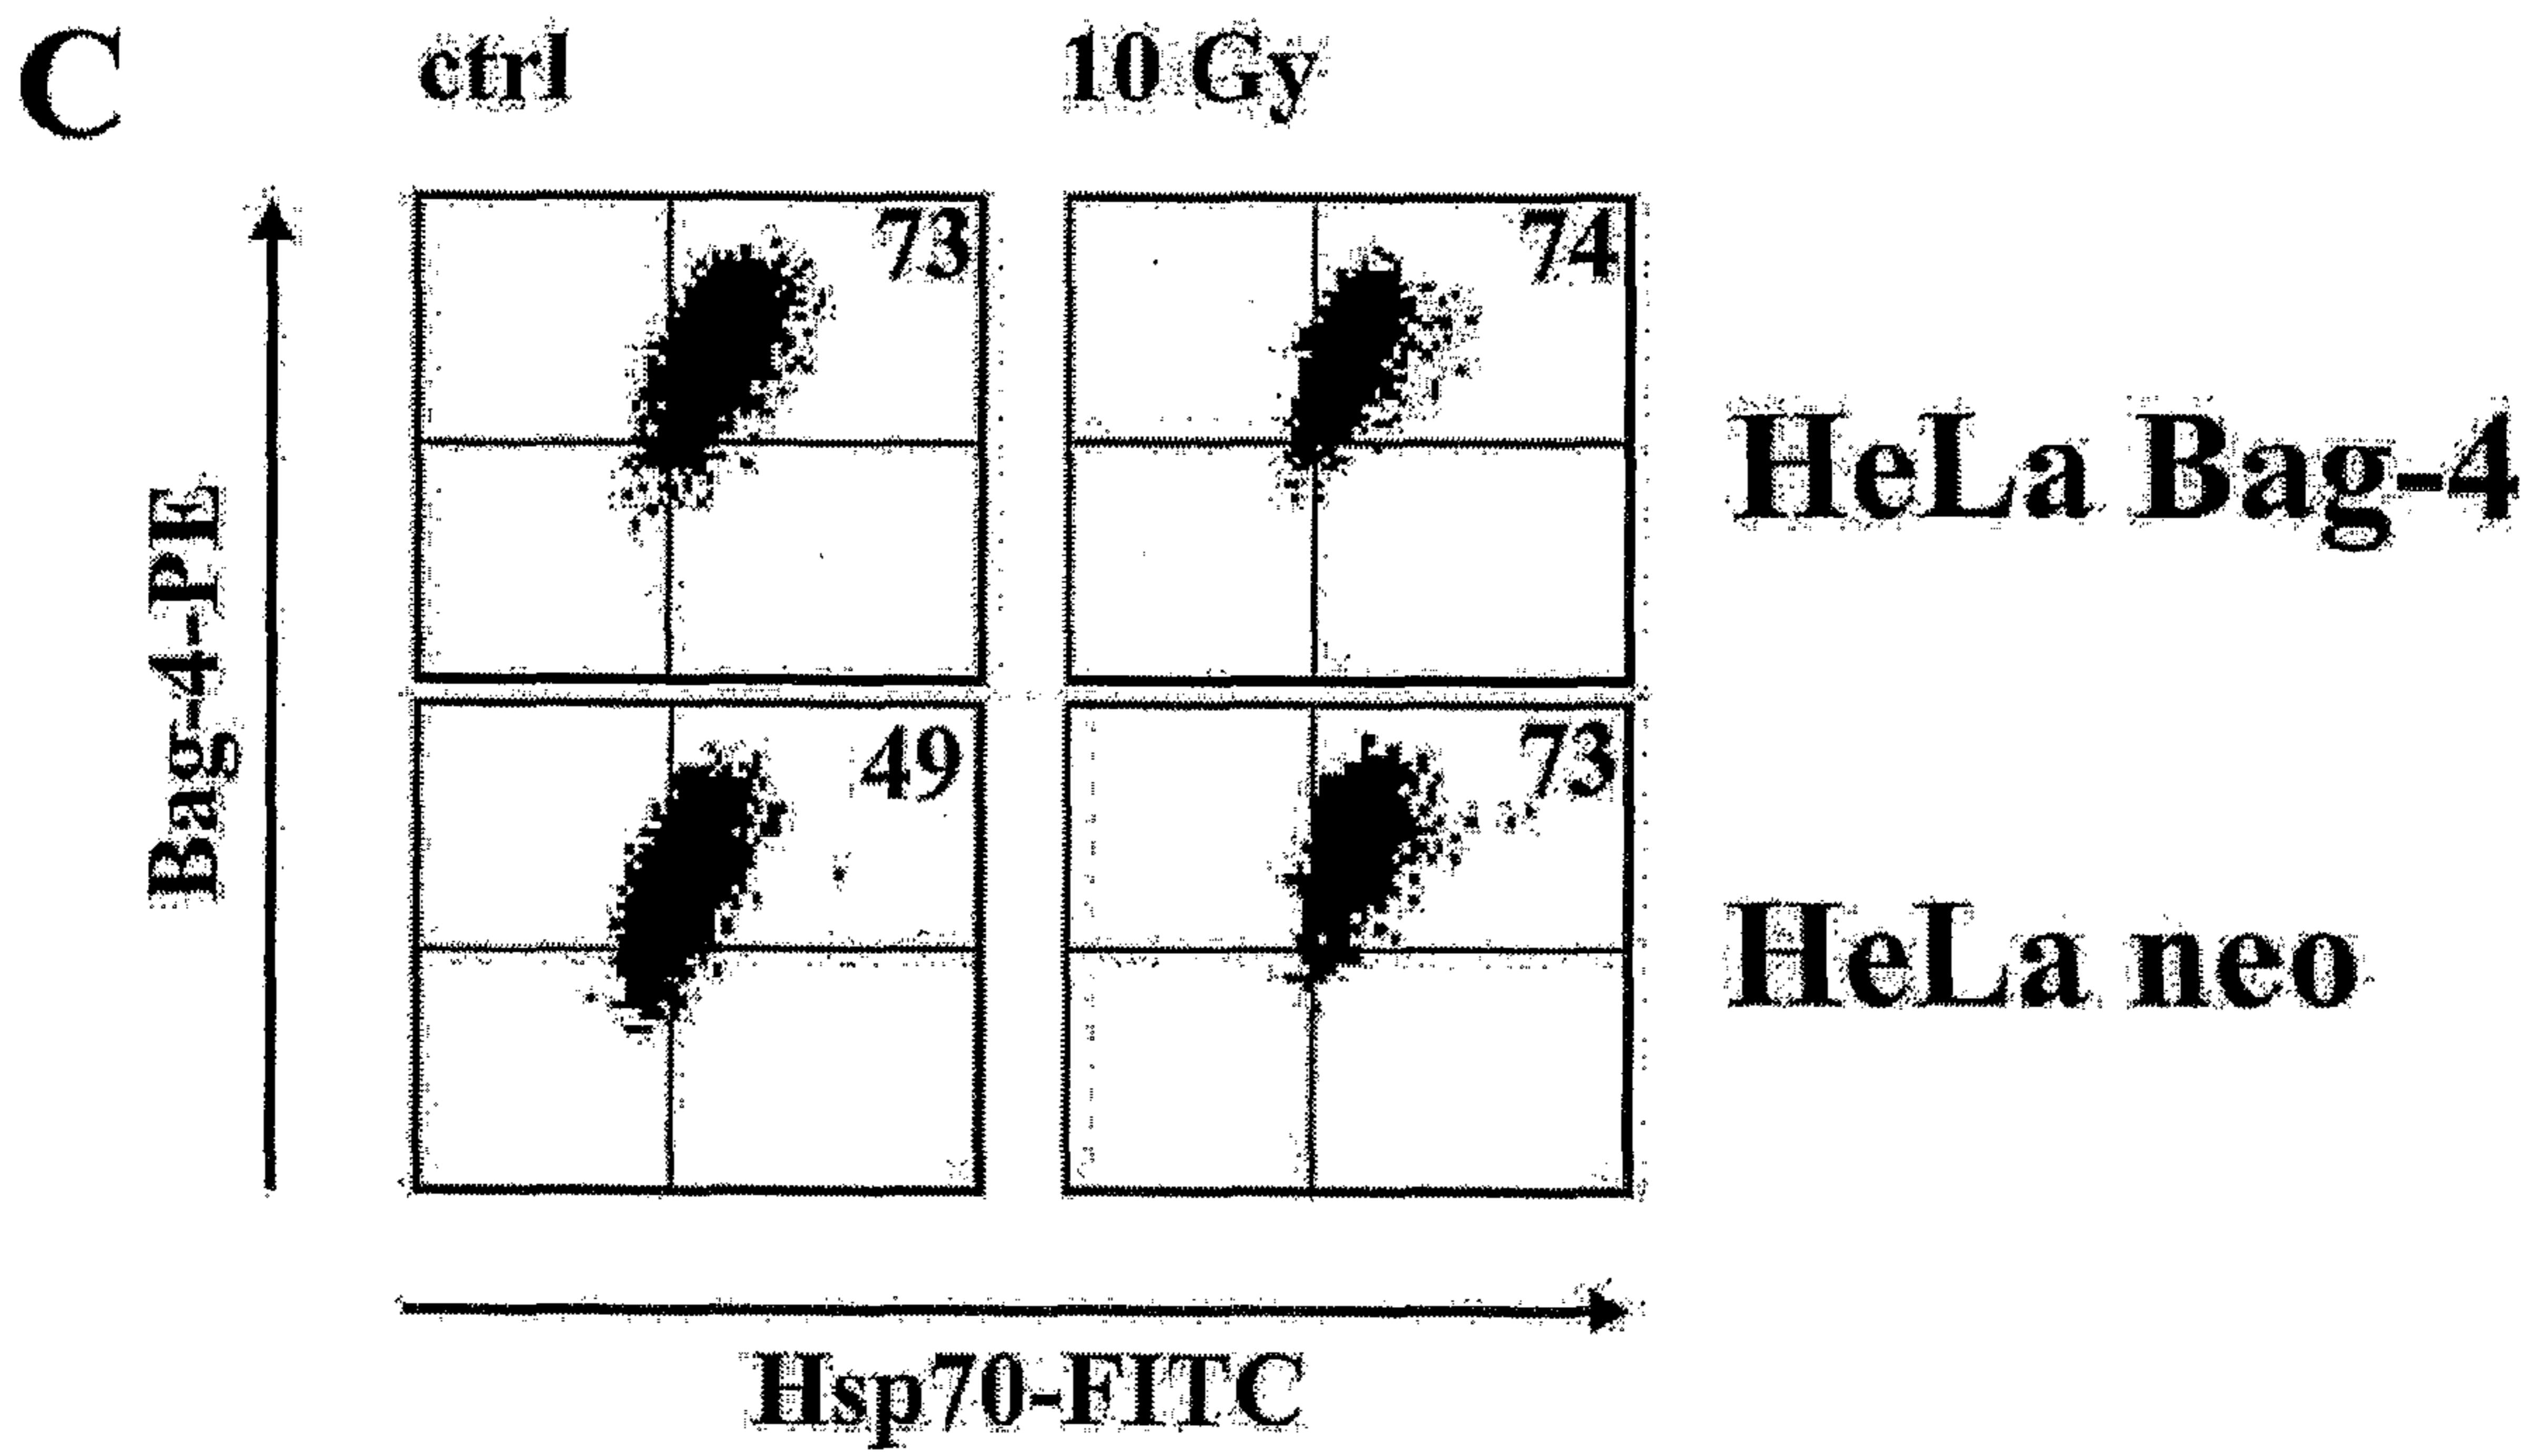 C
ctrl 10 Gy
73 74
HeLa Bag-4
Bag-4-PE
49 73
HeLa neo
Hsp70-FITC